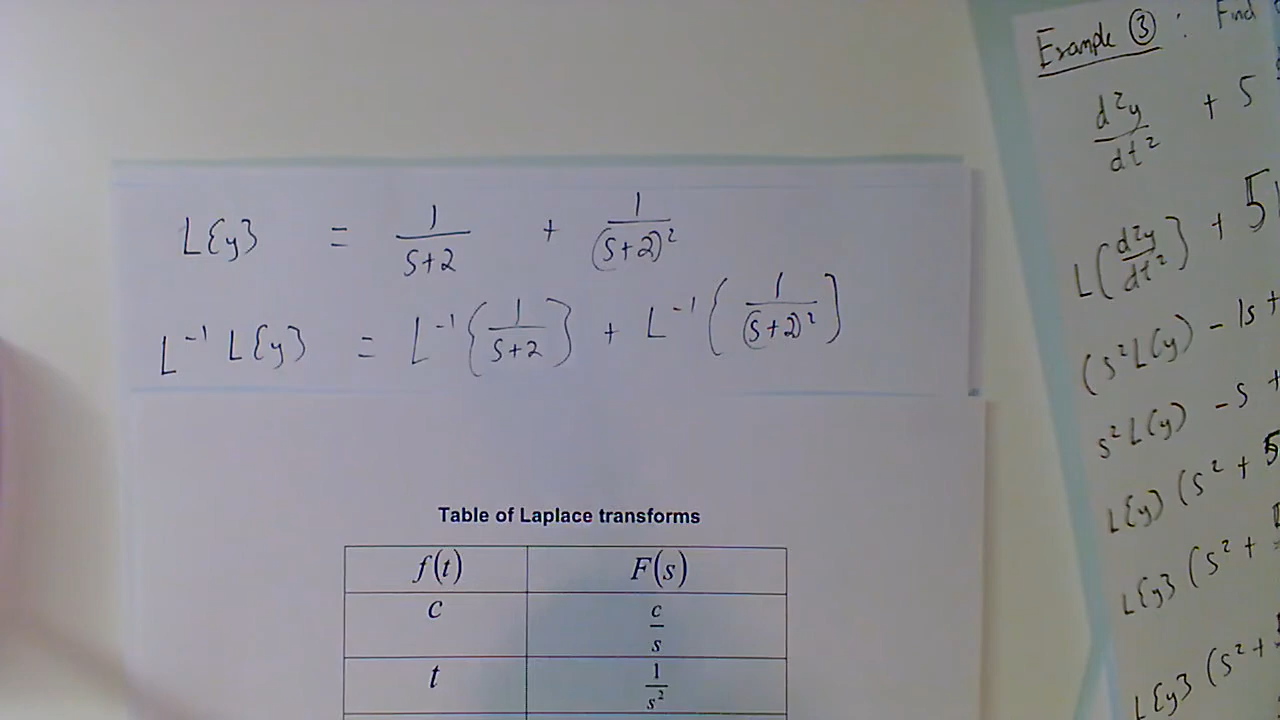 L{y} = 1/(s+2) + 1/(s+2)²
L⁻¹ L{y} = L⁻¹{1/(s+2)} + L⁻¹{1/(s+2)²}
Table of Laplace transforms
f(t) F(s)
c c/s
t 1/s²
Example ③ : Find
d²y/dt² + 5
L{d²y/dt²} + 5
(s²L{y} - 1s +
s²L{y} - s +
L{y} (s² + 5
L{y} (s² +
L{y} (s² +